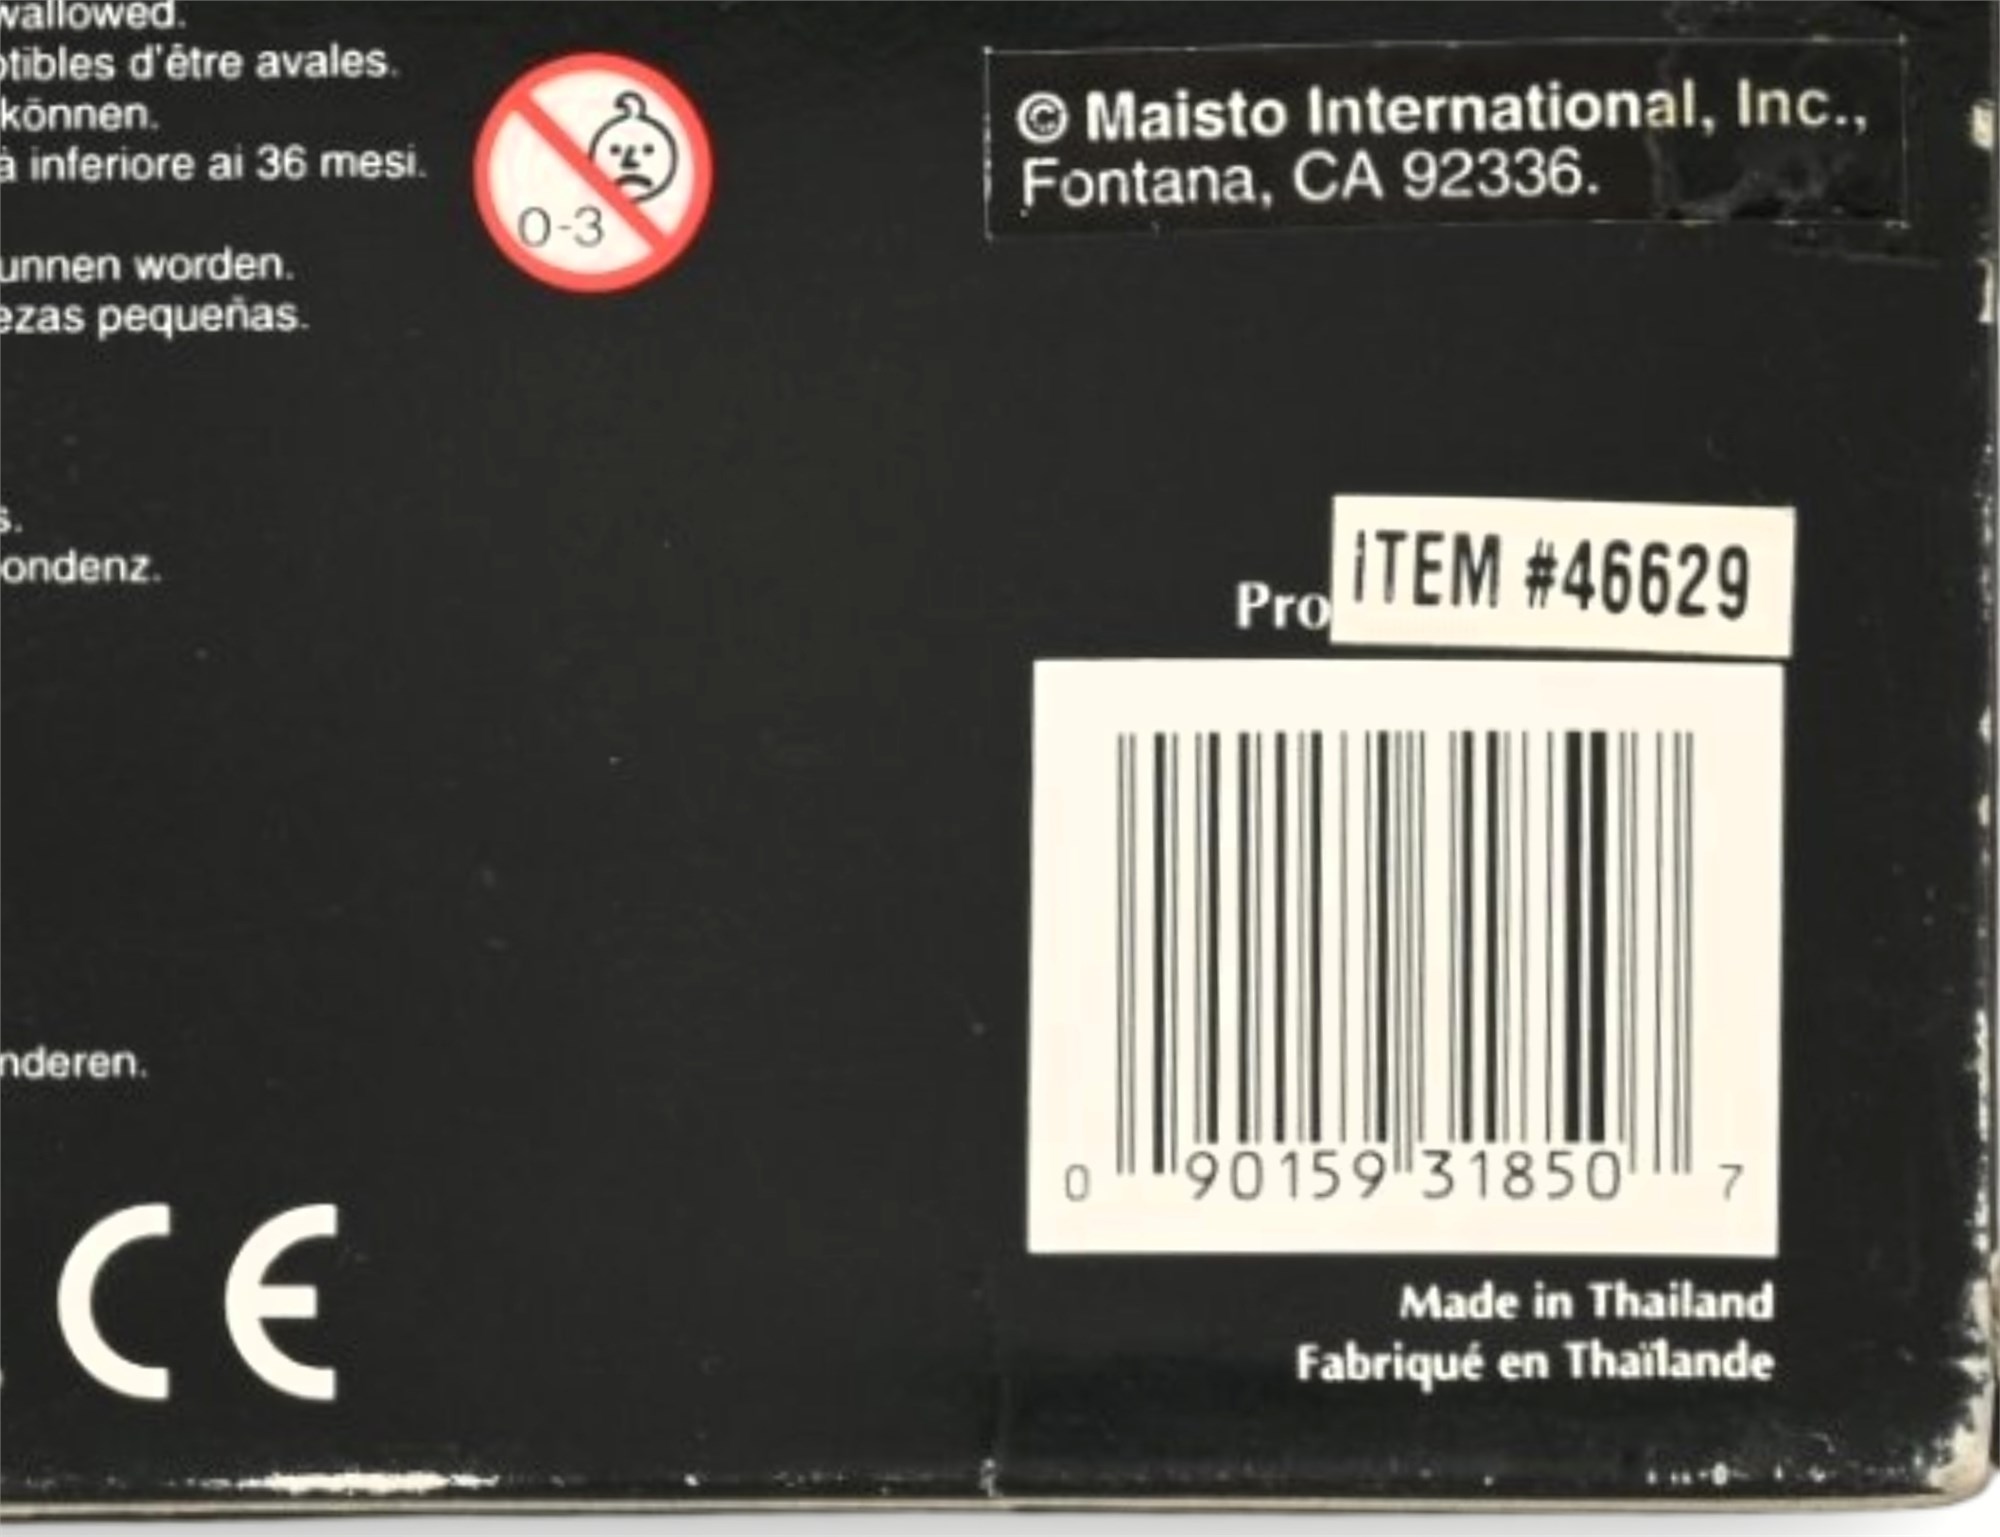 wallowed.
ptibles d'être avales.
können.
à inferiore ai 36 mesi.
unnen worden.
ezas pequeñas.
0-3
© Maisto International, Inc.,
Fontana, CA 92336.
s.
ondenz.
Pro
iTEM #46629
nderen.
0 90159 31850 7
CE
Made in Thailand
Fabriqué en Thaïlande